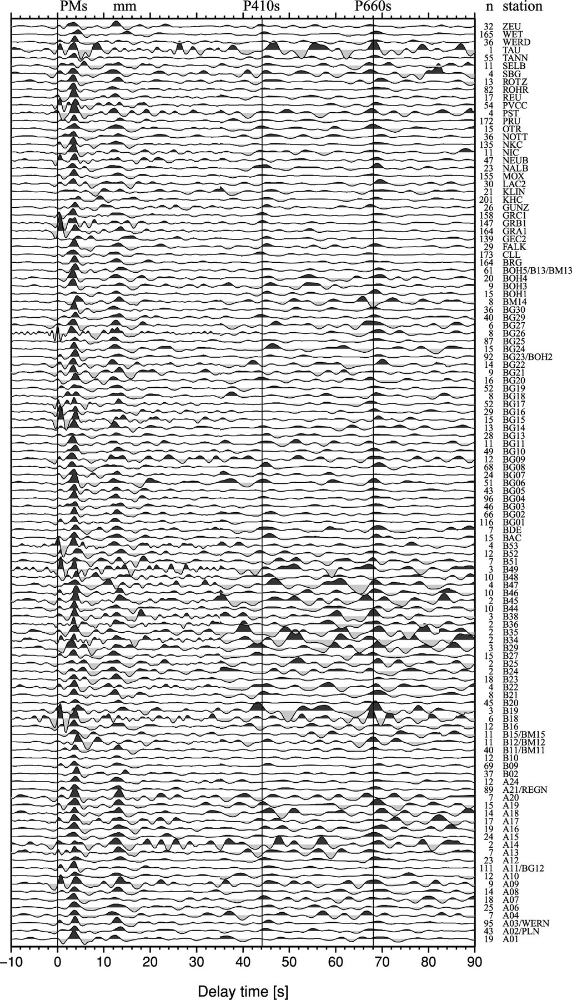 PMs mm P410s P660s n station
32 ZEU
165 WET
36 WERD
1 TAU
55 TANN
11 SELB
4 SBG
13 ROTZ
82 ROHR
17 REU
54 PVCC
4 PST
172 PRU
15 OTR
36 NOTT
135 NKC
11 NIC
47 NEUB
23 NALB
155 MOX
30 LAC2
21 KLIN
201 KHC
26 GUNZ
158 GRC1
147 GRB1
164 GRA1
139 GEC2
29 FALK
173 CLL
164 BRG
61 BOH5/B13/BM13
20 BOH4
9 BOH3
15 BOH1
8 BM14
36 BG30
40 BG29
6 BG27
8 BG26
87 BG25
15 BG24
92 BG23/BOH2
14 BG22
9 BG21
16 BG20
52 BG19
8 BG18
52 BG17
29 BG16
15 BG15
13 BG14
28 BG13
11 BG11
49 BG10
12 BG09
68 BG08
24 BG07
51 BG06
43 BG05
96 BG04
46 BG03
66 BG02
116 BG01
7 BDE
15 BAC
4 B53
12 B52
7 B51
3 B49
10 B48
4 B47
10 B46
2 B45
10 B44
3 B38
2 B36
2 B35
2 B34
3 B29
15 B27
2 B25
2 B24
18 B23
4 B22
8 B21
45 B20
3 B19
6 B18
12 B16
11 B15/BM15
11 B12/BM12
40 B11/BM11
12 B10
69 B09
37 B02
12 A24
89 A21/REGN
7 A20
15 A19
14 A18
17 A17
19 A16
24 A15
2 A14
7 A13
23 A12
111 A11/BG12
12 A10
9 A09
14 A08
18 A07
25 A06
7 A04
95 A03/WERN
43 A02/PLN
19 A01
−10 0 10 20 30 40 50 60 70 80 90
Delay time [s]